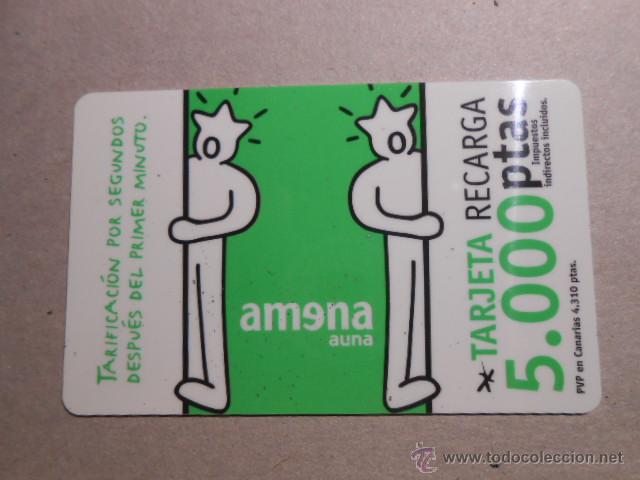 TARIFICACIÓN POR SEGUNDOS
DESPUÉS DEL PRIMER MINUTO.
amena
auna
*TARJETA RECARGA
5.000ptas
Impuestos
indirectos incluidos.
PVP en Canarias 4.310 ptas.
© www.todocoleccion.net